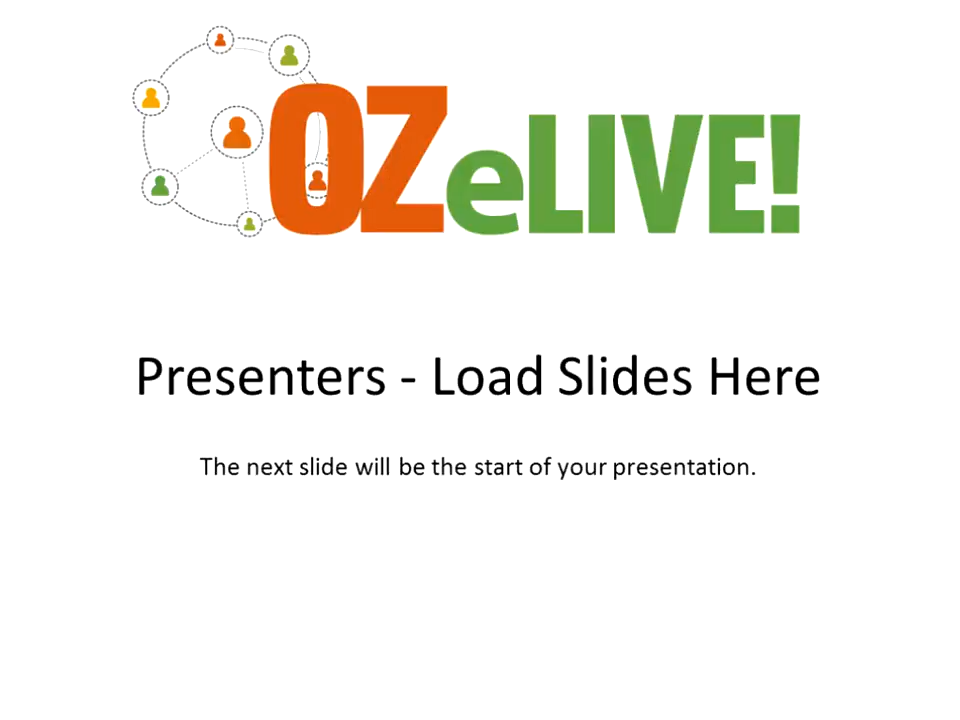 OZeLIVE!
Presenters - Load Slides Here
The next slide will be the start of your presentation.